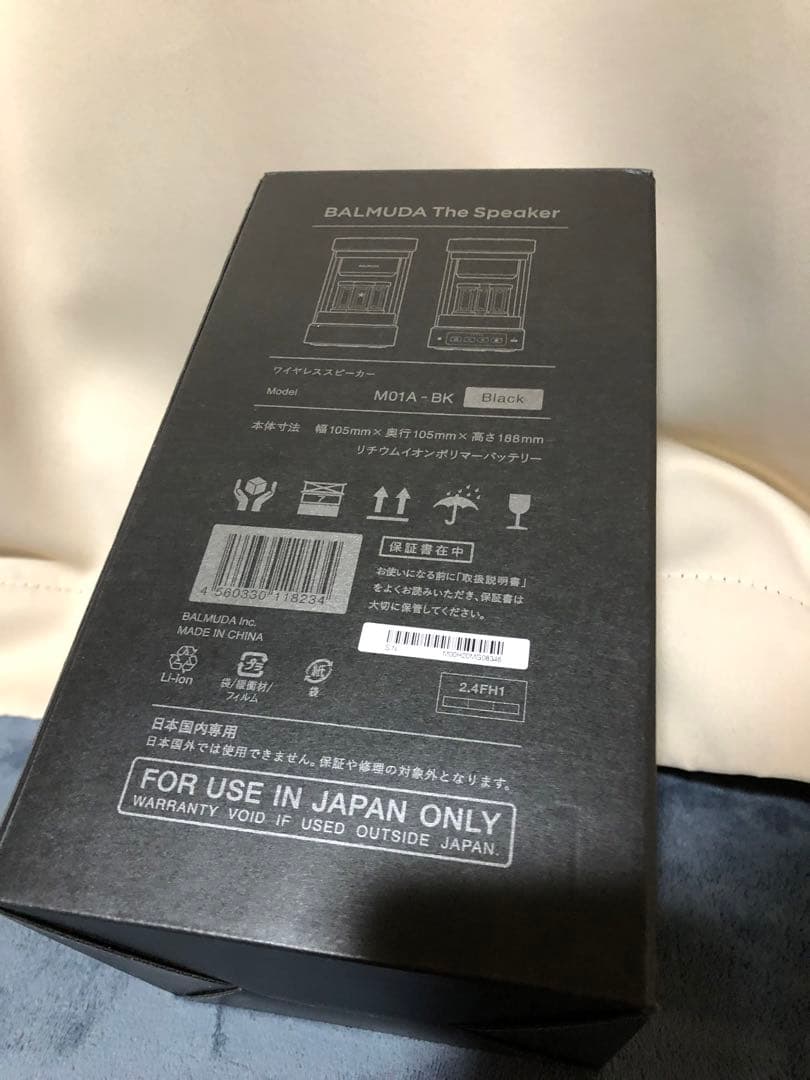 BALMUDA The Speaker
BALMUDA
ワイヤレススピーカー
Model M01A - BK Black
本体寸法 幅105mm×奥行105mm×高さ188mm
リチウムイオンポリマーバッテリー
4 560330 118234
保証書在中
お使いになる前に「取扱説明書」
をよくお読みいただき、保証書は
大切に保管してください。
BALMUDA Inc.
MADE IN CHINA
S/N
Li-ion
プラ
袋/緩衝材/
フィルム
紙
袋
2.4FH1
日本国内専用
日本国外では使用できません。保証や修理の対象外となります。
FOR USE IN JAPAN ONLY
WARRANTY VOID IF USED OUTSIDE JAPAN.